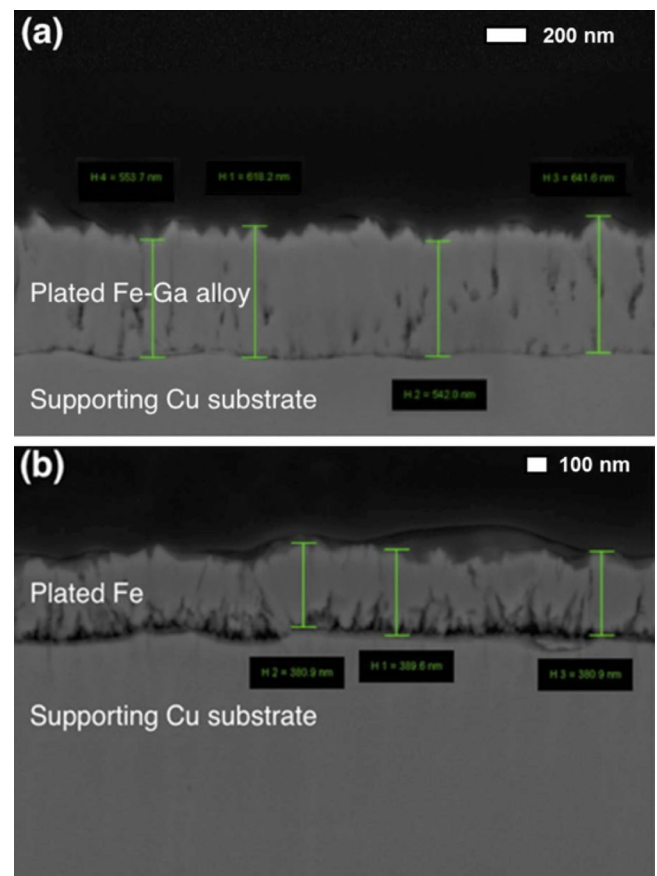 (a)
200 nm
H 4 = 553.7 nm
H 1 = 618.2 nm
H 3 = 641.6 nm
Plated Fe-Ga alloy
Supporting Cu substrate
H 2 = 542.0 nm
(b)
100 nm
Plated Fe
H 2 = 380.9 nm
H 1 = 389.6 nm
H 3 = 380.9 nm
Supporting Cu substrate